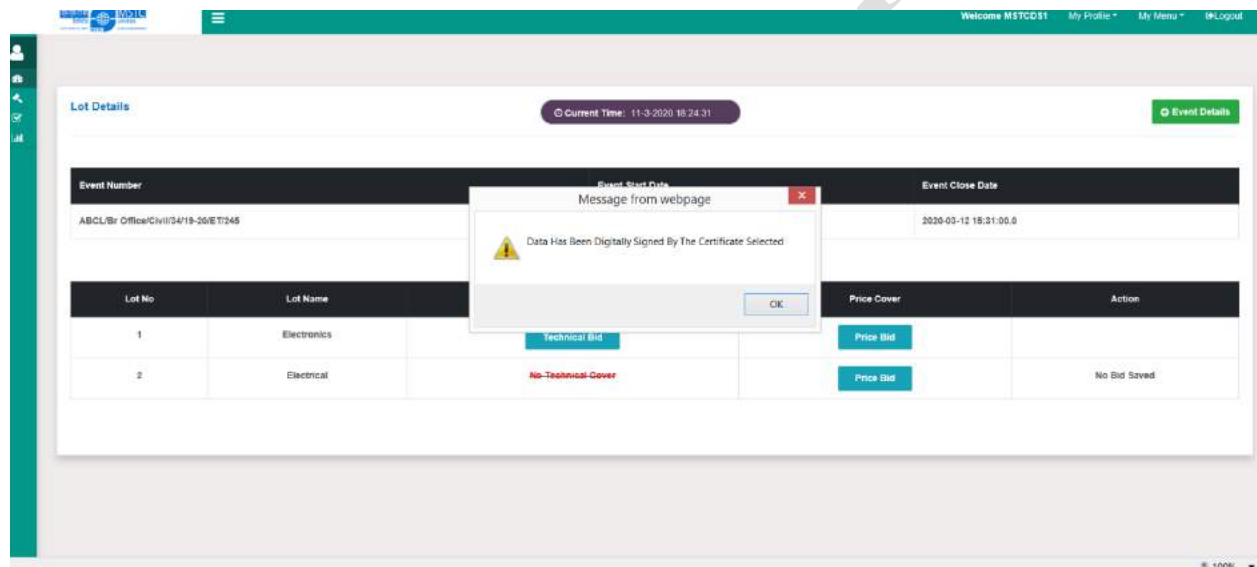 MSTC
Welcome MSTCDS1 My Profile My Menu Logout
Lot Details
Current Time: 11-3-2020 16:24:31
Event Details
Event Number Event Start Date Event Close Date
Message from webpage
ABCL/Br Office/Civil/34/19-20/ET/245 2020-03-12 15:31:00.0
Data Has Been Digitally Signed By The Certificate Selected
OK
Lot No Lot Name Price Cover Action
1 Electronics Technical Bid Price Bid
2 Electrical No Technical Cover Price Bid No Bid Saved
100%